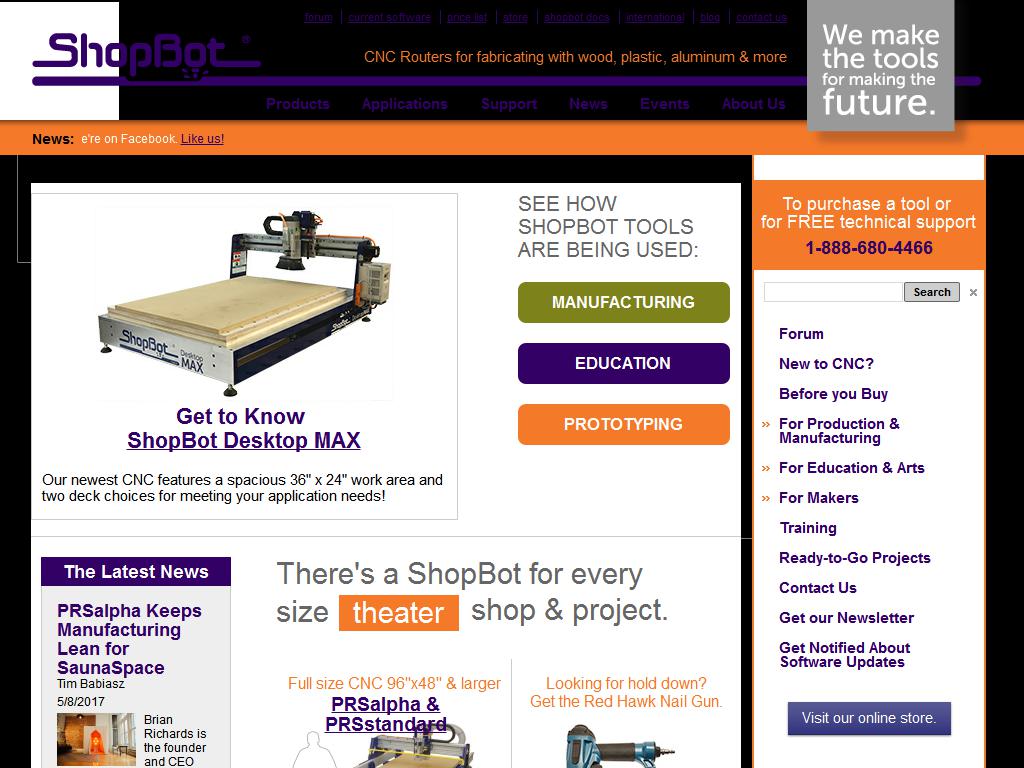 forum
current software
price list
store
shopbot docs
international
blog
contact us
ShopBot
CNC Routers for fabricating with wood, plastic, aluminum & more
We make
the tools
for making the
future.
Products
Applications
Support
News
Events
About Us
News: e're on Facebook. Like us!
ShopBot
Desktop
MAX
Get to Know
ShopBot Desktop MAX
Our newest CNC features a spacious 36" x 24" work area and
two deck choices for meeting your application needs!
SEE HOW
SHOPBOT TOOLS
ARE BEING USED:
MANUFACTURING
EDUCATION
PROTOTYPING
To purchase a tool or
for FREE technical support
1-888-680-4466
Search
Forum
New to CNC?
Before you Buy
For Production &
Manufacturing
For Education & Arts
For Makers
Training
Ready-to-Go Projects
Contact Us
Get our Newsletter
Get Notified About
Software Updates
Visit our online store.
The Latest News
PRSalpha Keeps
Manufacturing
Lean for
SaunaSpace
Tim Babiasz
5/8/2017
Brian
Richards is
the founder
and CEO
There's a ShopBot for every
size theater shop & project.
Full size CNC 96"x48" & larger
PRSalpha &
PRSstandard
Looking for hold down?
Get the Red Hawk Nail Gun.